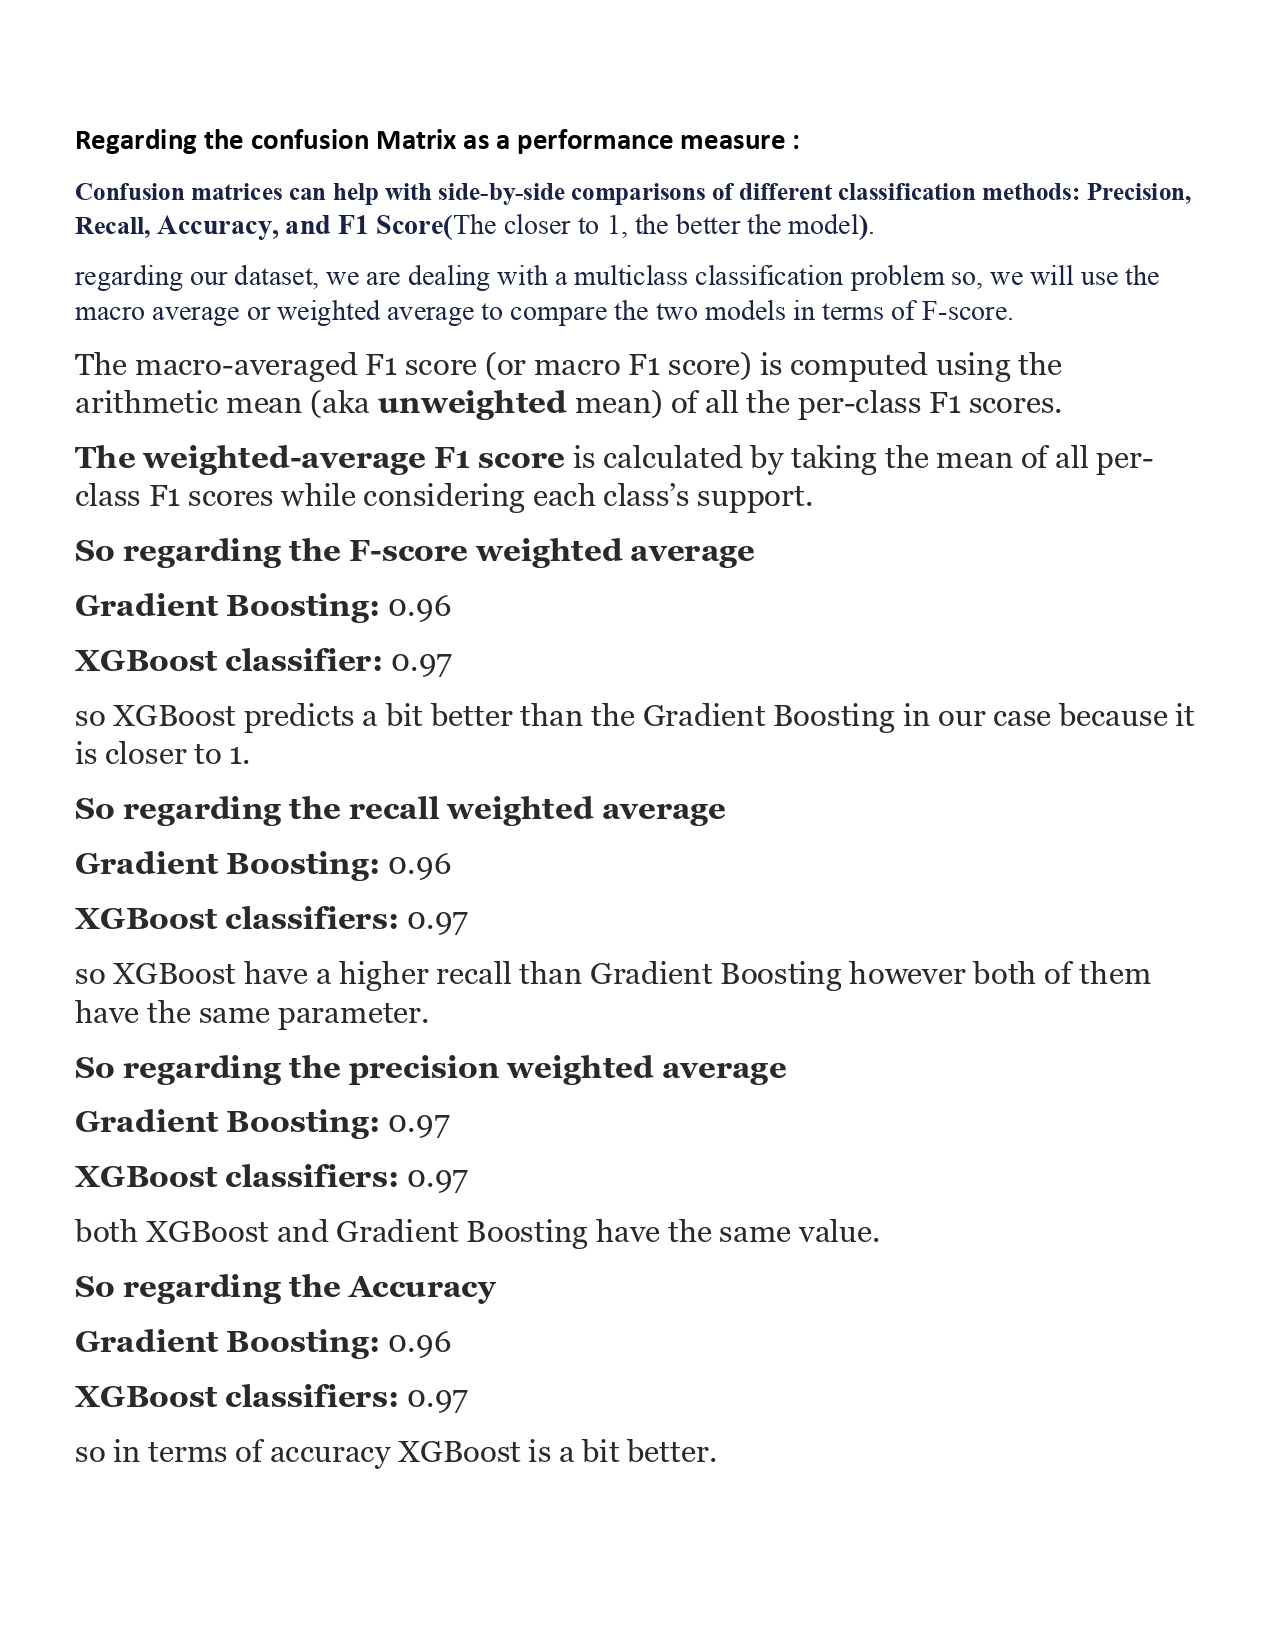 Regarding the confusion Matrix as a performance measure :
Confusion matrices can help with side-by-side comparisons of different classification methods: Precision,
Recall, Accuracy, and F1 Score(The closer to 1, the better the model).
regarding our dataset, we are dealing with a multiclass classification problem so, we will use the
macro average or weighted average to compare the two models in terms of F-score.
The macro-averaged F1 score (or macro F1 score) is computed using the
arithmetic mean (aka unweighted mean) of all the per-class F1 scores.
The weighted-average F1 score is calculated by taking the mean of all per-
class F1 scores while considering each class’s support.
So regarding the F-score weighted average
Gradient Boosting: 0.96
XGBoost classifier: 0.97
so XGBoost predicts a bit better than the Gradient Boosting in our case because it
is closer to 1.
So regarding the recall weighted average
Gradient Boosting: 0.96
XGBoost classifiers: 0.97
so XGBoost have a higher recall than Gradient Boosting however both of them
have the same parameter.
So regarding the precision weighted average
Gradient Boosting: 0.97
XGBoost classifiers: 0.97
both XGBoost and Gradient Boosting have the same value.
So regarding the Accuracy
Gradient Boosting: 0.96
XGBoost classifiers: 0.97
so in terms of accuracy XGBoost is a bit better.